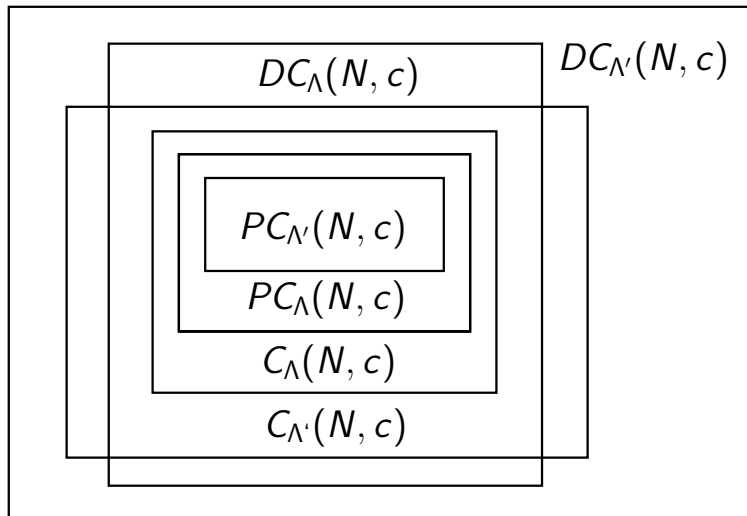 DC_Λ(N, c)
DC_Λ′(N, c)
PC_Λ′(N, c)
PC_Λ(N, c)
C_Λ(N, c)
C_Λ‘(N, c)